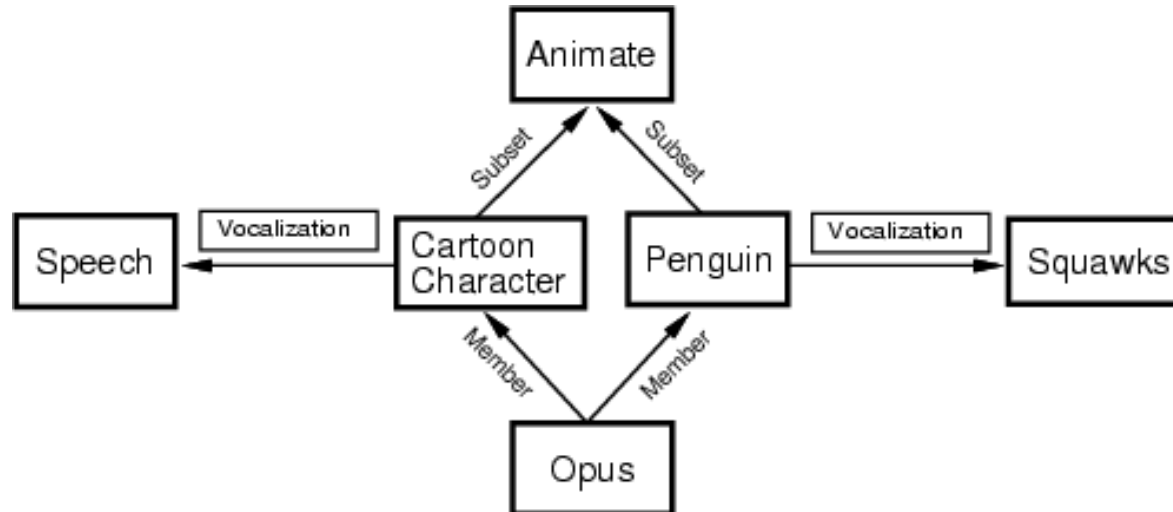 Animate
Subset
Subset
Speech
Vocalization
Cartoon
Character
Penguin
Vocalization
Squawks
Member
Member
Opus